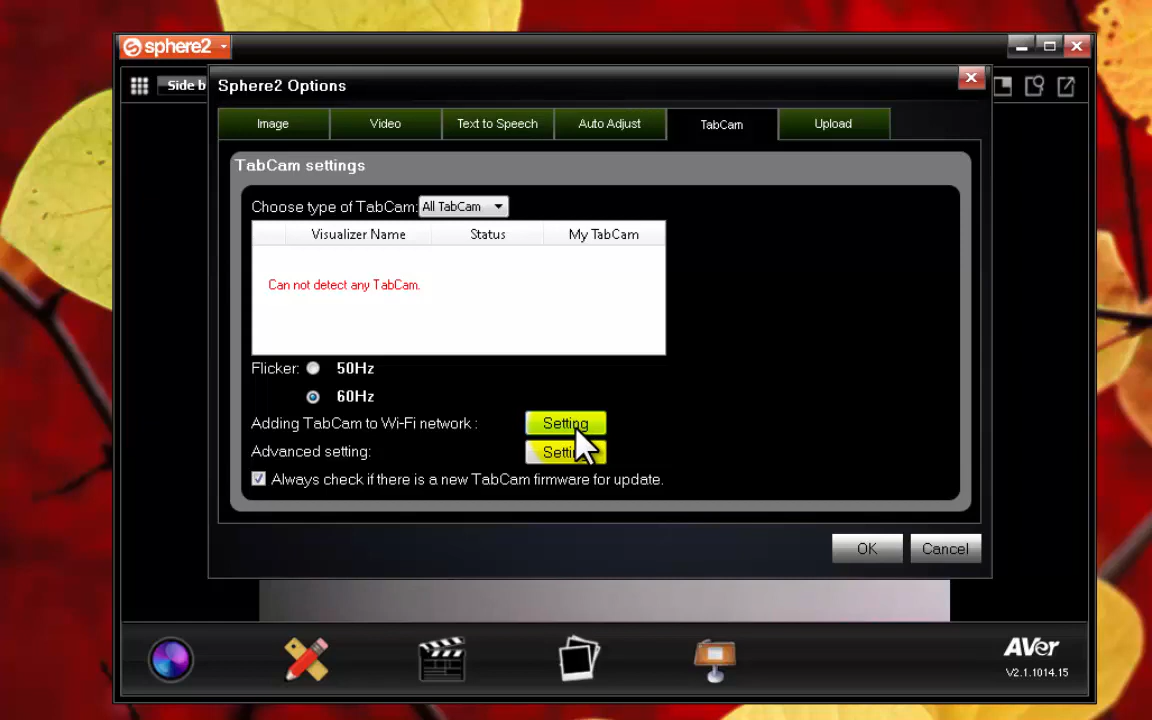 sphere2
Side b
Sphere2 Options
Image
Video
Text to Speech
Auto Adjust
TabCam
Upload
TabCam settings
Choose type of TabCam: All TabCam
Visualizer Name
Status
My TabCam
Can not detect any TabCam.
Flicker:
50Hz
60Hz
Adding TabCam to Wi-Fi network : Setting
Advanced setting:
Always check if there is a new TabCam firmware for update.
OK
Cancel
AVer
V2.1.1014.15